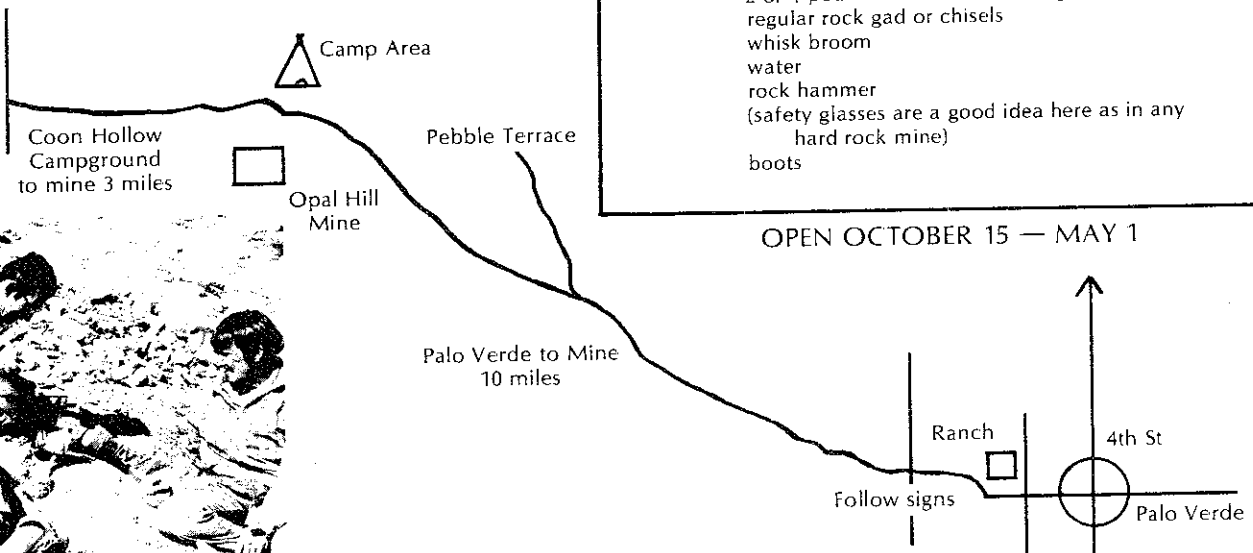 regular rock gad or chisels
whisk broom
water
rock hammer
(safety glasses are a good idea here as in any
hard rock mine)
boots
OPEN OCTOBER 15 — MAY 1
Camp Area
Coon Hollow
Campground
to mine 3 miles
Opal Hill
Mine
Pebble Terrace
Palo Verde to Mine
10 miles
Ranch
4th St
Follow signs
Palo Verde